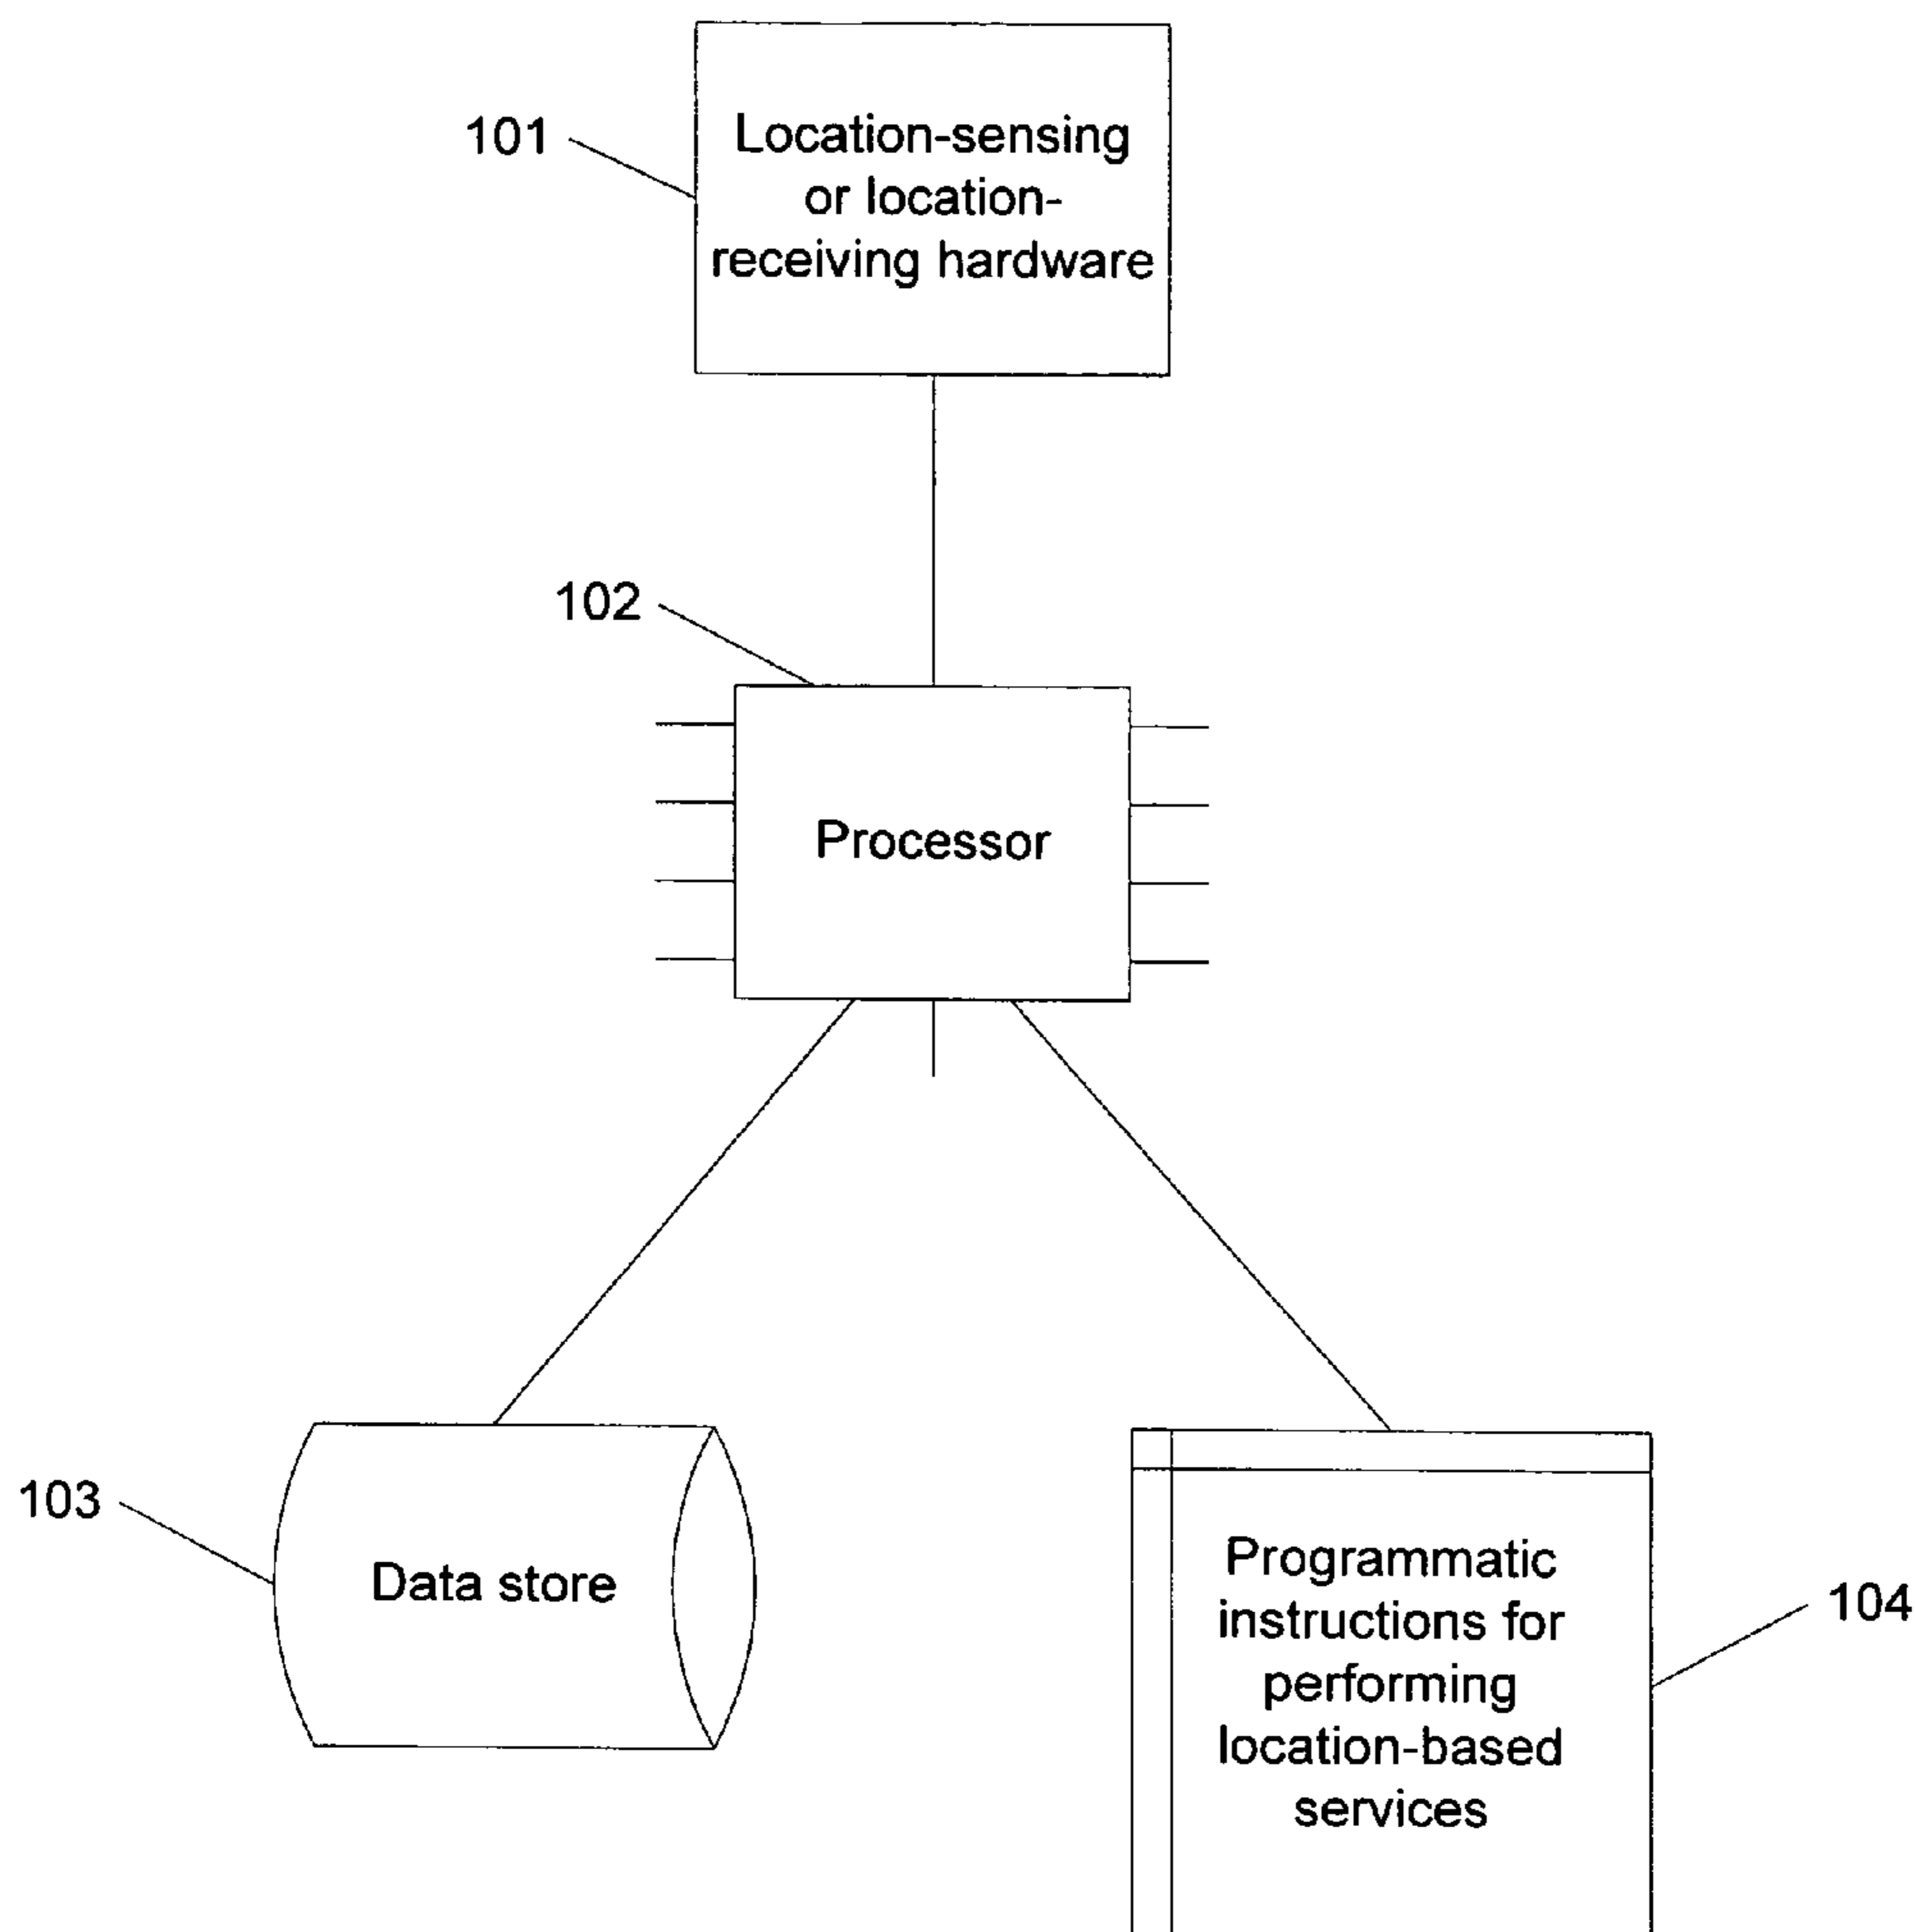 101
Location-sensing
or location-
receiving hardware
102
Processor
103
Data store
Programmatic
instructions for
performing
location-based
services
104